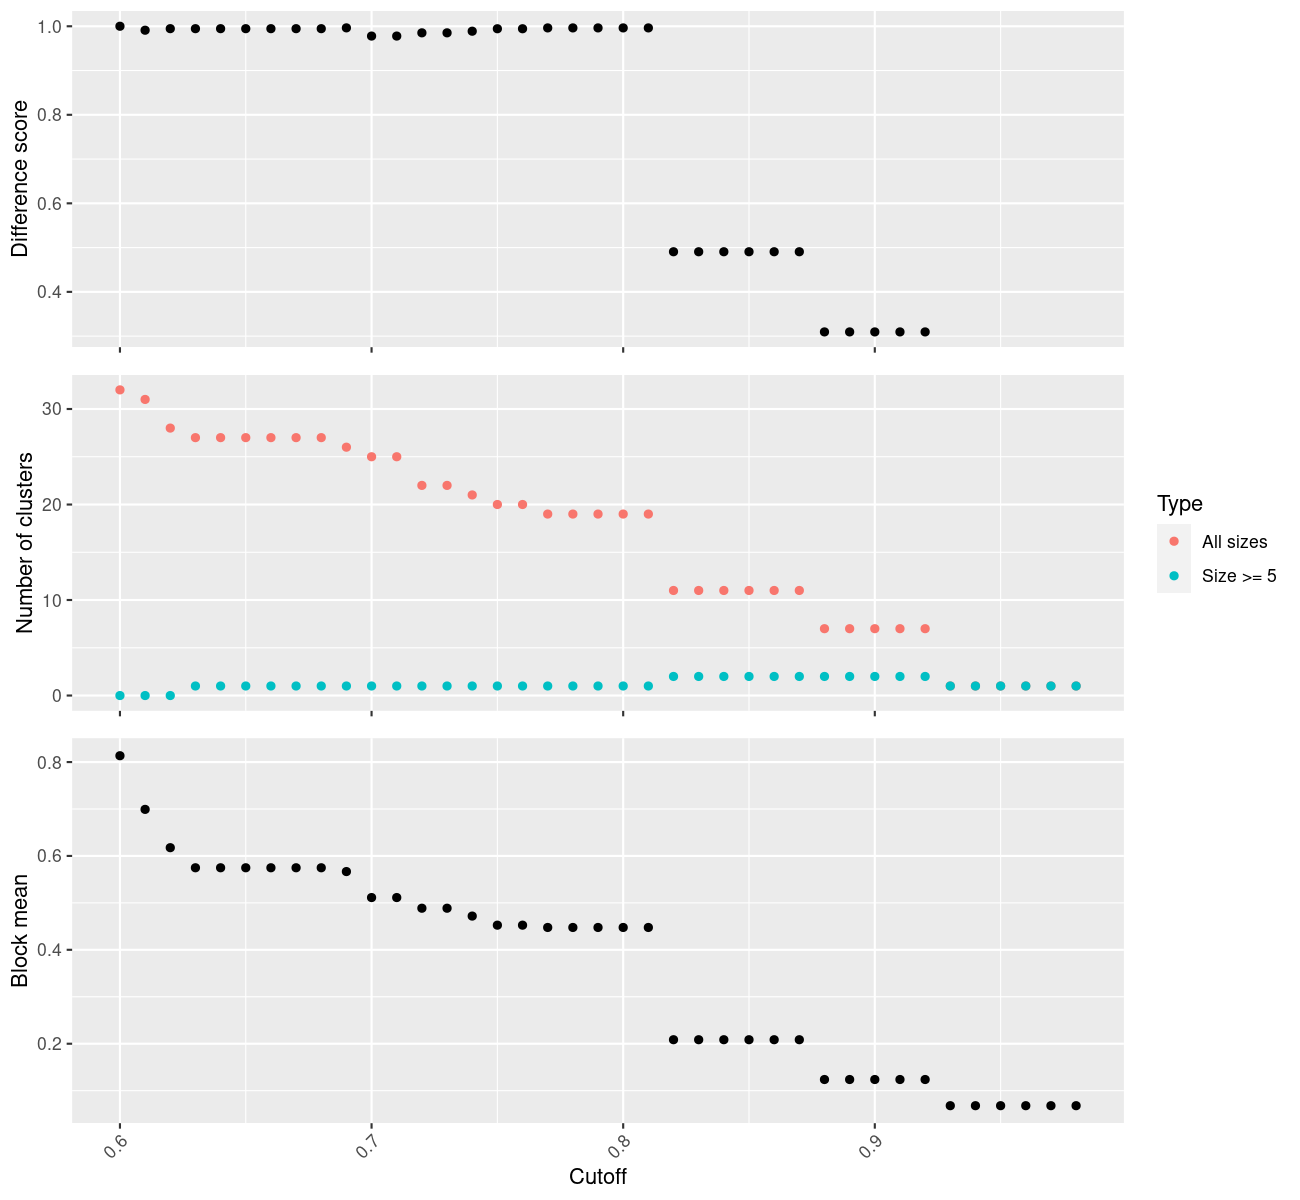 1.0
0.8
0.6
0.4
Difference score
30
20
10
0
Number of clusters
Type
All sizes
Size >= 5
0.8
0.6
0.4
0.2
Block mean
0.6
0.7
0.8
0.9
Cutoff